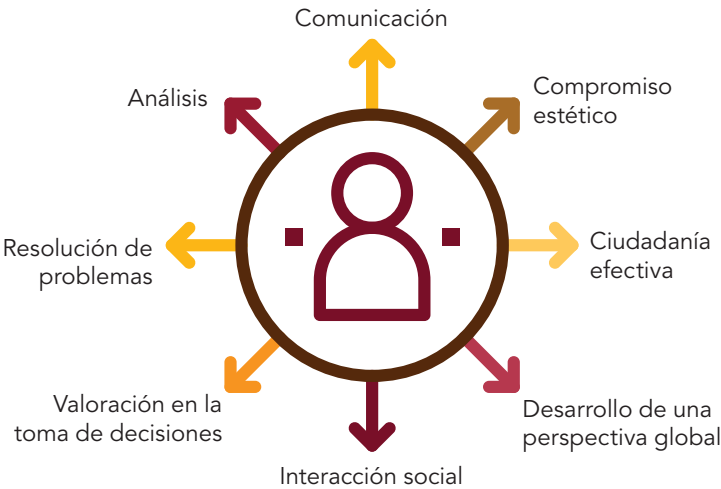 Comunicación
Compromiso
estético
Ciudadanía
efectiva
Desarrollo de una
perspectiva global
Interacción social
Valoración en la
toma de decisiones
Resolución de
problemas
Análisis